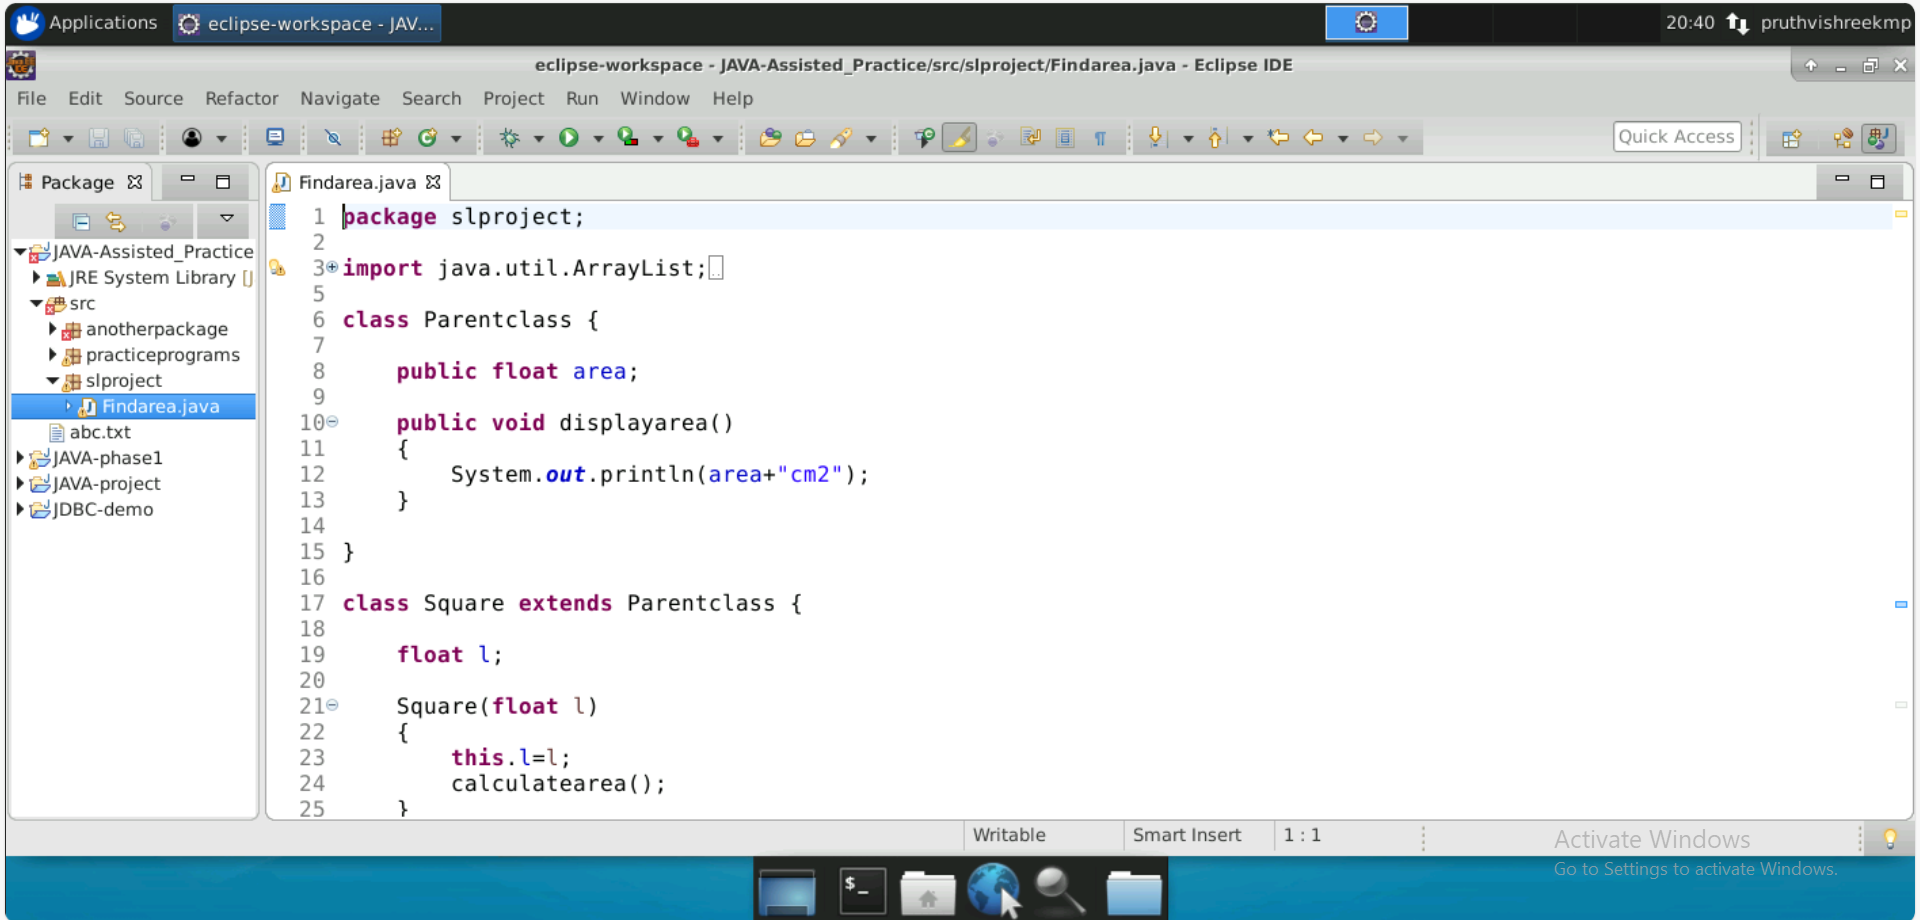 Applications eclipse-workspace - JAV... 20:40 pruthvishreekmp
eclipse-workspace - JAVA-Assisted_Practice/src/slproject/Findarea.java - Eclipse IDE
File Edit Source Refactor Navigate Search Project Run Window Help
Quick Access
Package
JAVA-Assisted_Practice
JRE System Library [J
src
anotherpackage
practiceprograms
slproject
Findarea.java
abc.txt
JAVA-phase1
JAVA-project
JDBC-demo
Findarea.java
1 package slproject;
2
3 import java.util.ArrayList;
5
6 class Parentclass {
7
8 public float area;
9
10 public void displayarea()
11 {
12 System.out.println(area+"cm2");
13 }
14
15 }
16
17 class Square extends Parentclass {
18
19 float l;
20
21 Square(float l)
22 {
23 this.l=l;
24 calculatearea();
25 }
Writable Smart Insert 1 : 1
Activate Windows
Go to Settings to activate Windows.
$_